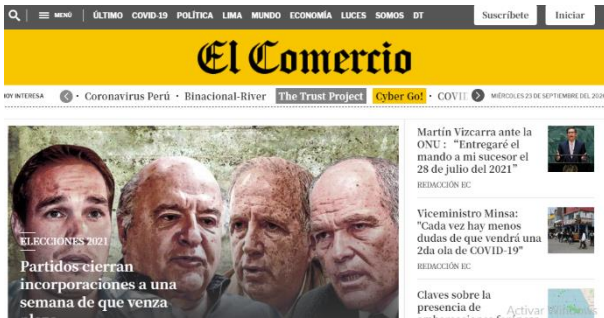 MENÚ ÚLTIMO COVID-19 POLÍTICA LIMA MUNDO ECONOMÍA LUCES SOMOS DT Suscríbete Iniciar
El Comercio
HOY INTERESA · Coronavirus Perú · Binacional-River The Trust Project Cyber Go! · COVI MIÉRCOLES 23 DE SEPTIEMBRE DEL
ELECCIONES 2021
Partidos cierran
incorporaciones a una
semana de que venza
Martín Vizcarra ante la
ONU : “Entregaré el
mando a mi sucesor el
28 de julio del 2021”
REDACCIÓN EC
Viceministro Minsa:
"Cada vez hay menos
dudas de que vendrá una
2da ola de COVID-19"
REDACCIÓN EC
Claves sobre la
presencia de
Activar Windows